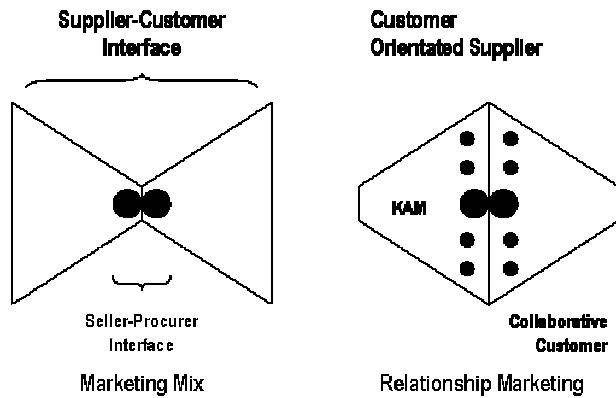 Supplier-Customer
Interface
Customer
Orientated Supplier
KAM
Seller-Procurer
Interface
Collaborative
Customer
Marketing Mix
Relationship Marketing